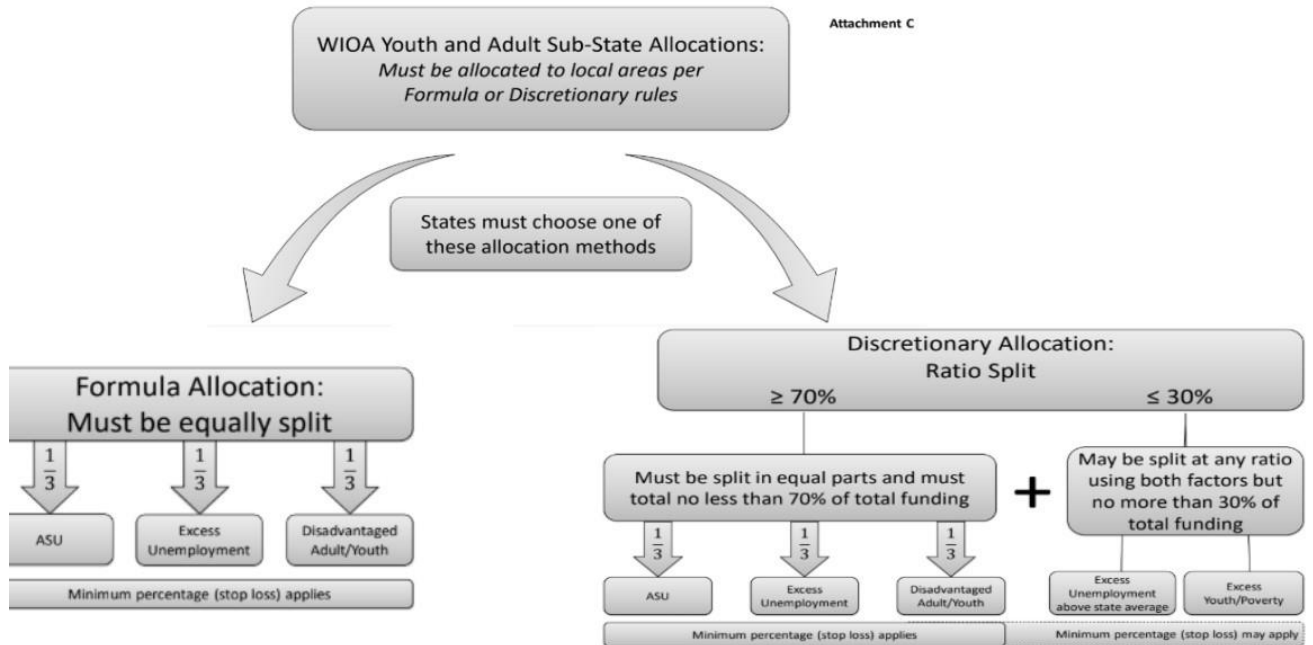 Attachment C
WIOA Youth and Adult Sub-State Allocations:
Must be allocated to local areas per
Formula or Discretionary rules
States must choose one of
these allocation methods
Formula Allocation:
Must be equally split
1/3 1/3 1/3
ASU
Excess
Unemployment
Disadvantaged
Adult/Youth
Minimum percentage (stop loss) applies
Discretionary Allocation:
Ratio Split
≥ 70% ≤ 30%
Must be split in equal parts and must
total no less than 70% of total funding
+
May be split at any ratio
using both factors but
no more than 30% of
total funding
1/3 1/3 1/3
ASU
Excess
Unemployment
Disadvantaged
Adult/Youth
Excess
Unemployment
above state average
Excess
Youth/Poverty
Minimum percentage (stop loss) applies
Minimum percentage (stop loss) may apply